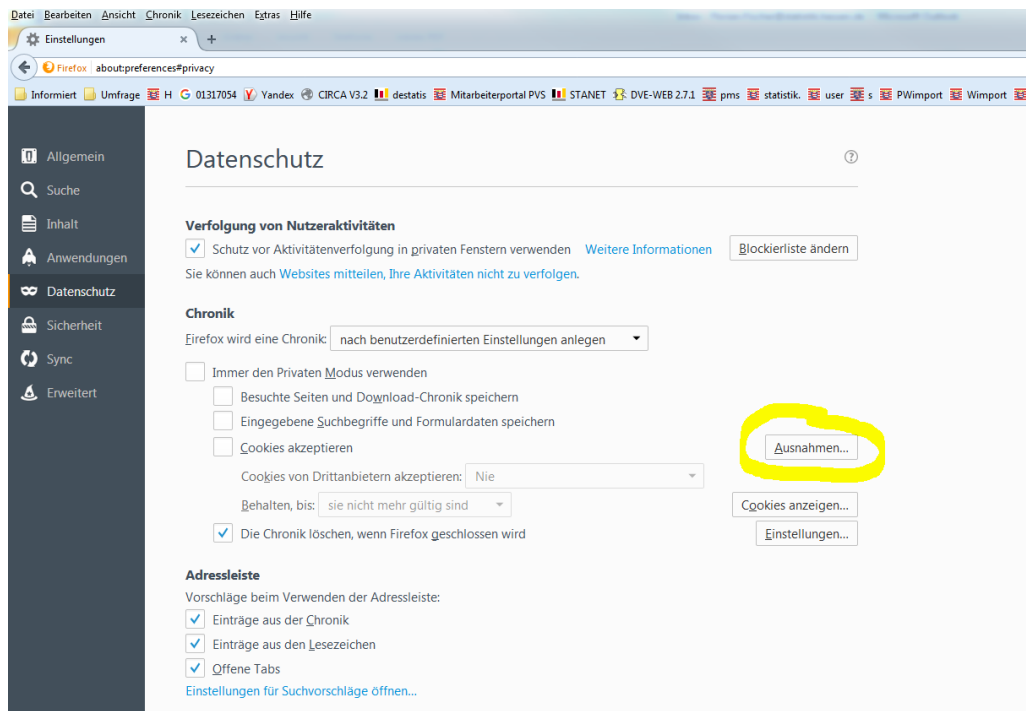 Datei Bearbeiten Ansicht Chronik Lesezeichen Extras Hilfe
Einstellungen × +
Firefox about:preferences#privacy
Informiert Umfrage H G 01317054 Yandex CIRCA V3.2 destatis Mitarbeiterportal PVS STANET DVE-WEB 2.7.1 pms statistik. user s PWimport Wimport
Allgemein
Suche
Inhalt
Anwendungen
Datenschutz
Sicherheit
Sync
Erweitert
Datenschutz ?
Verfolgung von Nutzeraktivitäten
Schutz vor Aktivitätenverfolgung in privaten Fenstern verwenden Weitere Informationen Blockierliste ändern
Sie können auch Websites mitteilen, Ihre Aktivitäten nicht zu verfolgen.
Chronik
Firefox wird eine Chronik: nach benutzerdefinierten Einstellungen anlegen
Immer den Privaten Modus verwenden
Besuchte Seiten und Download-Chronik speichern
Eingegebene Suchbegriffe und Formulardaten speichern
Cookies akzeptieren Ausnahmen...
Cookies von Drittanbietern akzeptieren: Nie
Behalten, bis: sie nicht mehr gültig sind Cookies anzeigen...
Die Chronik löschen, wenn Firefox geschlossen wird Einstellungen...
Adressleiste
Vorschläge beim Verwenden der Adressleiste:
Einträge aus der Chronik
Einträge aus den Lesezeichen
Offene Tabs
Einstellungen für Suchvorschläge öffnen...